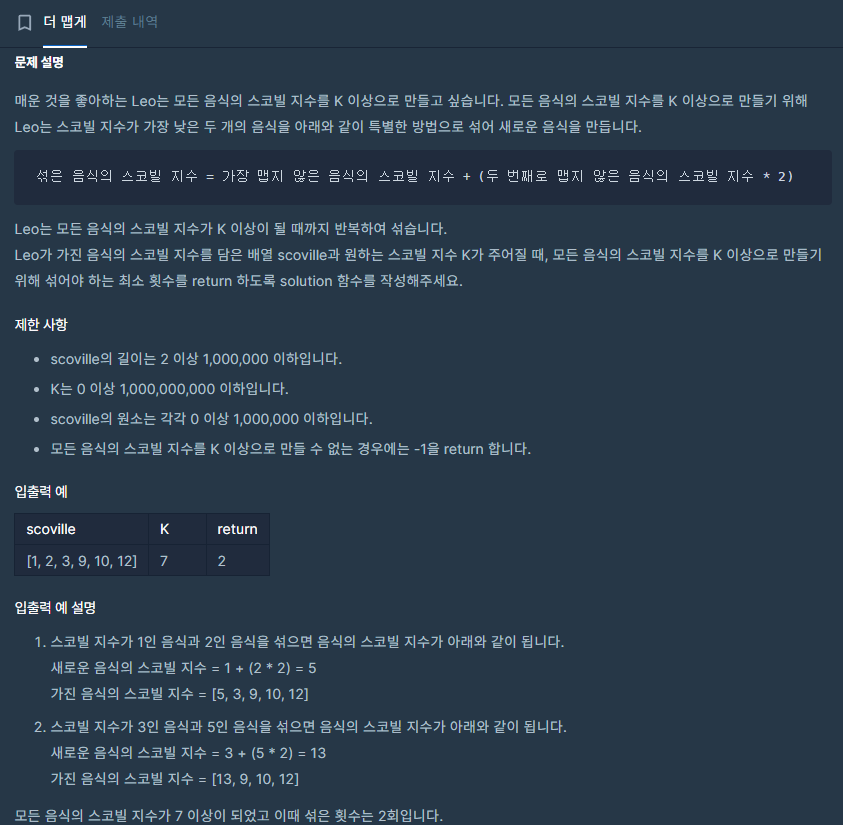 더 맵게 제출 내역
문제 설명
매운 것을 좋아하는 Leo는 모든 음식의 스코빌 지수를 K 이상으로 만들고 싶습니다. 모든 음식의 스코빌 지수를 K 이상으로 만들기 위해
Leo는 스코빌 지수가 가장 낮은 두 개의 음식을 아래와 같이 특별한 방법으로 섞어 새로운 음식을 만듭니다.
섞은 음식의 스코빌 지수 = 가장 맵지 않은 음식의 스코빌 지수 + (두 번째로 맵지 않은 음식의 스코빌 지수 * 2)
Leo는 모든 음식의 스코빌 지수가 K 이상이 될 때까지 반복하여 섞습니다.
Leo가 가진 음식의 스코빌 지수를 담은 배열 scoville과 원하는 스코빌 지수 K가 주어질 때, 모든 음식의 스코빌 지수를 K 이상으로 만들기
위해 섞어야 하는 최소 횟수를 return 하도록 solution 함수를 작성해주세요.
제한 사항
• scoville의 길이는 2 이상 1,000,000 이하입니다.
• K는 0 이상 1,000,000,000 이하입니다.
• scoville의 원소는 각각 0 이상 1,000,000 이하입니다.
• 모든 음식의 스코빌 지수를 K 이상으로 만들 수 없는 경우에는 -1을 return 합니다.
입출력 예
scoville K return
[1, 2, 3, 9, 10, 12] 7 2
입출력 예 설명
1. 스코빌 지수가 1인 음식과 2인 음식을 섞으면 음식의 스코빌 지수가 아래와 같이 됩니다.
새로운 음식의 스코빌 지수 = 1 + (2 * 2) = 5
가진 음식의 스코빌 지수 = [5, 3, 9, 10, 12]
2. 스코빌 지수가 3인 음식과 5인 음식을 섞으면 음식의 스코빌 지수가 아래와 같이 됩니다.
새로운 음식의 스코빌 지수 = 3 + (5 * 2) = 13
가진 음식의 스코빌 지수 = [13, 9, 10, 12]
모든 음식의 스코빌 지수가 7 이상이 되었고 이때 섞은 횟수는 2회입니다.